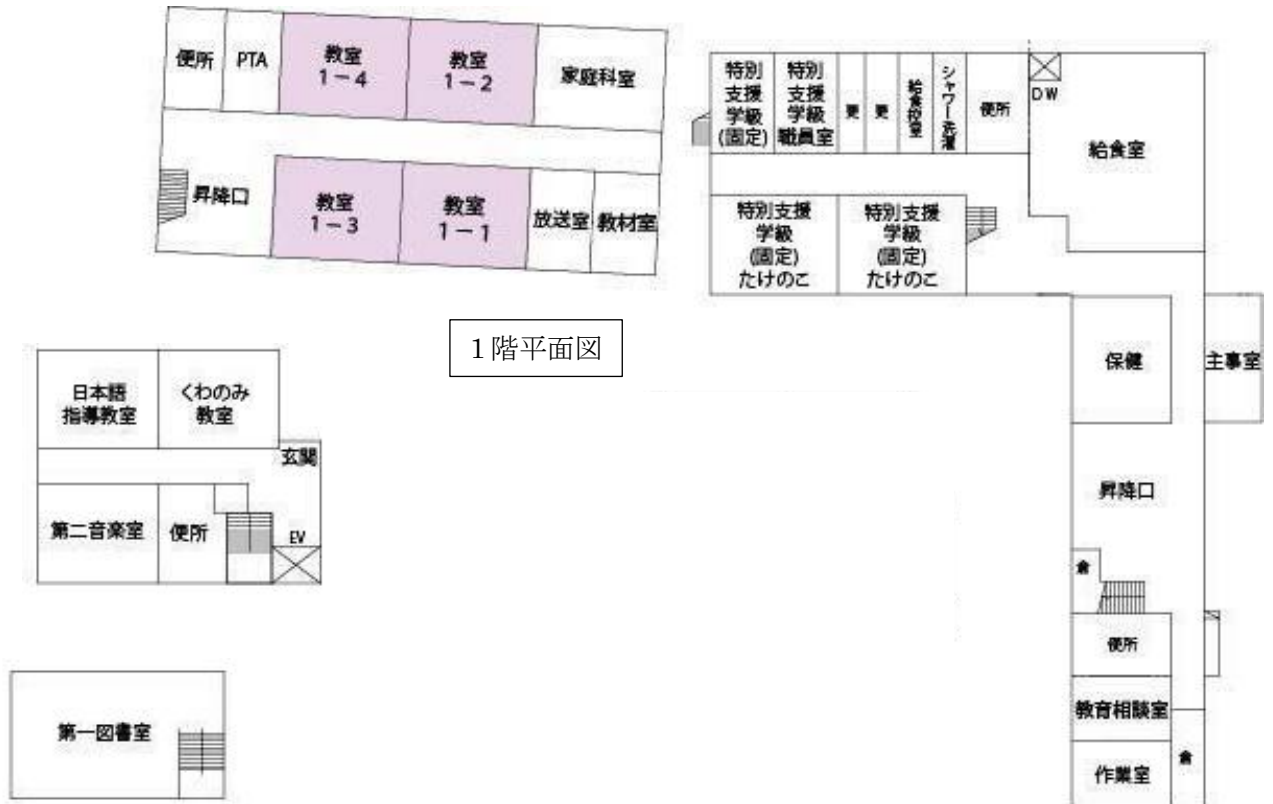 便所
PTA
教室
1－4
教室
1－2
家庭科室
昇降口
教室
1－3
教室
1－1
放送室
教材室
特別
支援
学級
(固定)
特別
支援
学級
職員室
更
更
給食控室
シャワー洗濯
便所
DW
給食室
特別支援
学級
(固定)
たけのこ
特別支援
学級
(固定)
たけのこ
1階平面図
保健
主事室
日本語
指導教室
くわのみ
教室
玄関
第二音楽室
便所
EV
昇降口
倉
便所
第一図書室
教育相談室
作業室
倉